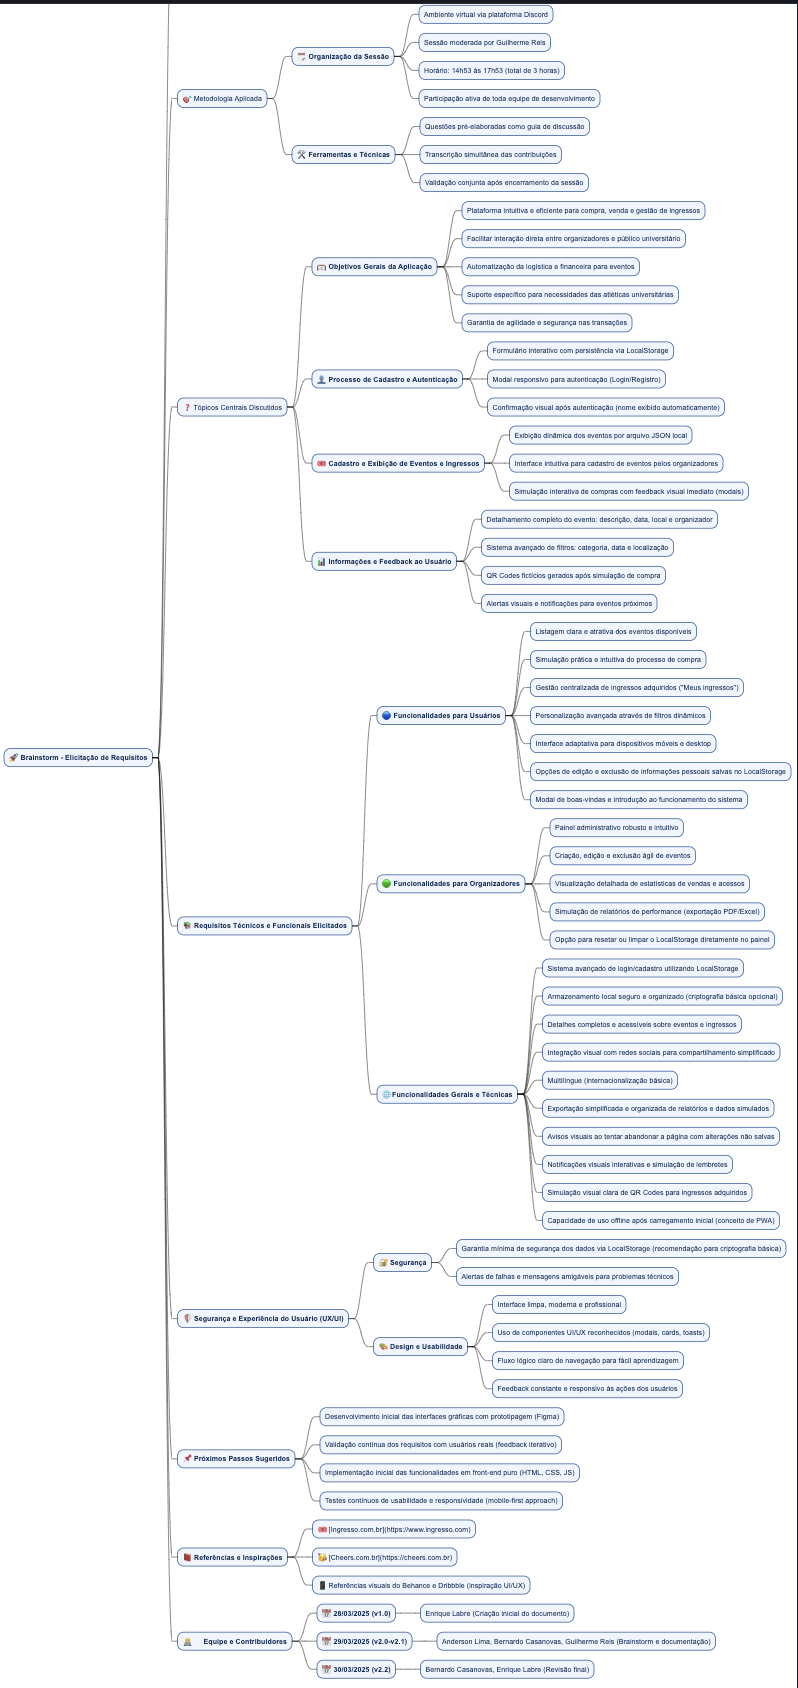 Brainstorm - Elicitação de Requisitos
Metodologia Aplicada
Organização da Sessão
Ambiente virtual via plataforma Discord
Sessão moderada por Guilherme Reis
Horário: 14h53 às 17h53 (total de 3 horas)
Participação ativa de toda equipe de desenvolvimento
Ferramentas e Técnicas
Questões pré-elaboradas como guia de discussão
Transcrição simultânea das contribuições
Validação conjunta após encerramento da sessão
Tópicos Centrais Discutidos
Objetivos Gerais da Aplicação
Plataforma intuitiva e eficiente para compra, venda e gestão de ingressos
Facilitar interação direta entre organizadores e público universitário
Automatização da logística e financeira para eventos
Suporte específico para necessidades das atléticas universitárias
Garantia de agilidade e segurança nas transações
Processo de Cadastro e Autenticação
Formulário interativo com persistência via LocalStorage
Modal responsivo para autenticação (Login/Registro)
Confirmação visual após autenticação (nome exibido automaticamente)
Cadastro e Exibição de Eventos e Ingressos
Exibição dinâmica dos eventos por arquivo JSON local
Interface intuitiva para cadastro de eventos pelos organizadores
Simulação interativa de compras com feedback visual imediato (modais)
Informações e Feedback ao Usuário
Detalhamento completo do evento: descrição, data, local e organizador
Sistema avançado de filtros: categoria, data e localização
QR Codes fictícios gerados após simulação de compra
Alertas visuais e notificações para eventos próximos
Requisitos Técnicos e Funcionais Elicitados
Funcionalidades para Usuários
Listagem clara e atrativa dos eventos disponíveis
Simulação prática e intuitiva do processo de compra
Gestão centralizada de ingressos adquiridos ("Meus ingressos")
Personalização avançada através de filtros dinâmicos
Interface adaptativa para dispositivos móveis e desktop
Opções de edição e exclusão de informações pessoais salvas no LocalStorage
Modal de boas-vindas e introdução ao funcionamento do sistema
Funcionalidades para Organizadores
Painel administrativo robusto e intuitivo
Criação, edição e exclusão ágil de eventos
Visualização detalhada de estatísticas de vendas e acessos
Simulação de relatórios de performance (exportação PDF/Excel)
Opção para resetar ou limpar o LocalStorage diretamente no painel
Funcionalidades Gerais e Técnicas
Sistema avançado de login/cadastro utilizando LocalStorage
Armazenamento local seguro e organizado (criptografia básica opcional)
Detalhes completos e acessíveis sobre eventos e ingressos
Integração visual com redes sociais para compartilhamento simplificado
Multilíngue (internacionalização básica)
Exportação simplificada e organizada de relatórios e dados simulados
Avisos visuais ao tentar abandonar a página com alterações não salvas
Notificações visuais interativas e simulação de lembretes
Simulação visual clara de QR Codes para ingressos adquiridos
Capacidade de uso offline após carregamento inicial (conceito de PWA)
Segurança e Experiência do Usuário (UX/UI)
Segurança
Garantia mínima de segurança dos dados via LocalStorage (recomendação para criptografia básica)
Alertas de falhas e mensagens amigáveis para problemas técnicos
Design e Usabilidade
Interface limpa, moderna e profissional
Uso de componentes UI/UX reconhecidos (modais, cards, toasts)
Fluxo lógico claro de navegação para fácil aprendizagem
Feedback constante e responsivo às ações dos usuários
Próximos Passos Sugeridos
Desenvolvimento inicial das interfaces gráficas com prototipagem (Figma)
Validação contínua dos requisitos com usuários reais (feedback iterativo)
Implementação inicial das funcionalidades em front-end puro (HTML, CSS, JS)
Testes contínuos de usabilidade e responsividade (mobile-first approach)
Referências e Inspirações
[Ingresso.com.br](https://www.ingresso.com)
[Cheers.com.br](https://cheers.com.br)
Referências visuais do Behance e Dribbble (inspiração UI/UX)
Equipe e Contribuidores
28/03/2025 (v1.0)
Enrique Labre (Criação inicial do documento)
29/03/2025 (v2.0-v2.1)
Anderson Lima, Bernardo Casanovas, Guilherme Reis (Brainstorm e documentação)
30/03/2025 (v2.2)
Bernardo Casanovas, Enrique Labre (Revisão final)